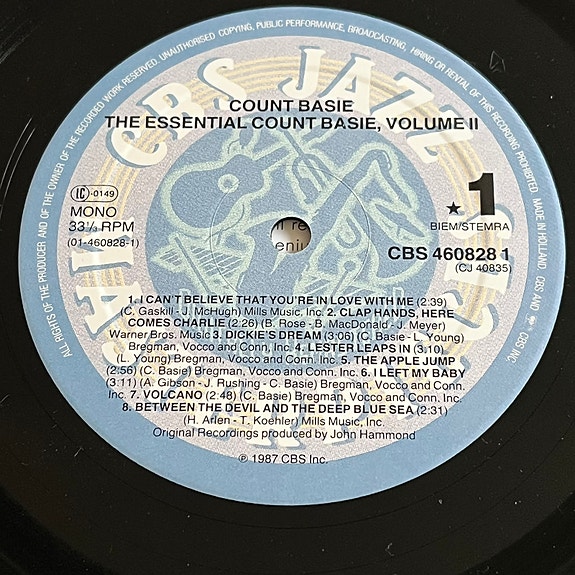 ALL RIGHTS OF THE PRODUCER AND OF THE OWNER OF THE RECORDED WORK RESERVED. UNAUTHORISED COPYING, PUBLIC PERFORMANCE, BROADCASTING, HIRING OR RENTAL OF THIS RECORDING PROHIBITED. MADE IN HOLLAND. CBS AND
CBS INC.
CBS JAZZ
COUNT BASIE
THE ESSENTIAL COUNT BASIE, VOLUME II
LC-0149
MONO
33⅓ RPM
(01-460828-1)
★ 1
BIEM/STEMRA
CBS 460828 1
(CJ 40835)
1. I CAN'T BELIEVE THAT YOU'RE IN LOVE WITH ME (2:39)
(C. Gaskill - J. McHugh) Mills Music, Inc. 2. CLAP HANDS, HERE
COMES CHARLIE (2:26) (B. Rose - B. MacDonald - J. Meyer)
Warner Bros. Music 3. DICKIE'S DREAM (3:06) (C. Basie - L. Young)
Bregman, Vocco and Conn, Inc. 4. LESTER LEAPS IN (3:10)
(L. Young) Bregman, Vocco and Conn. Inc. 5. THE APPLE JUMP
(2:56) (C. Basie) Bregman, Vocco and Conn. Inc. 6. I LEFT MY BABY
(3:11) (A. Gibson - J. Rushing - C. Basie) Bregman, Vocco and Conn.
Inc. 7. VOLCANO (2:48) (C. Basie) Bregman, Vocco and Conn. Inc.
8. BETWEEN THE DEVIL AND THE DEEP BLUE SEA (2:31)
(H. Arlen - T. Koehler) Mills Music, Inc.
Original Recordings produced by John Hammond
℗ 1987 CBS Inc.